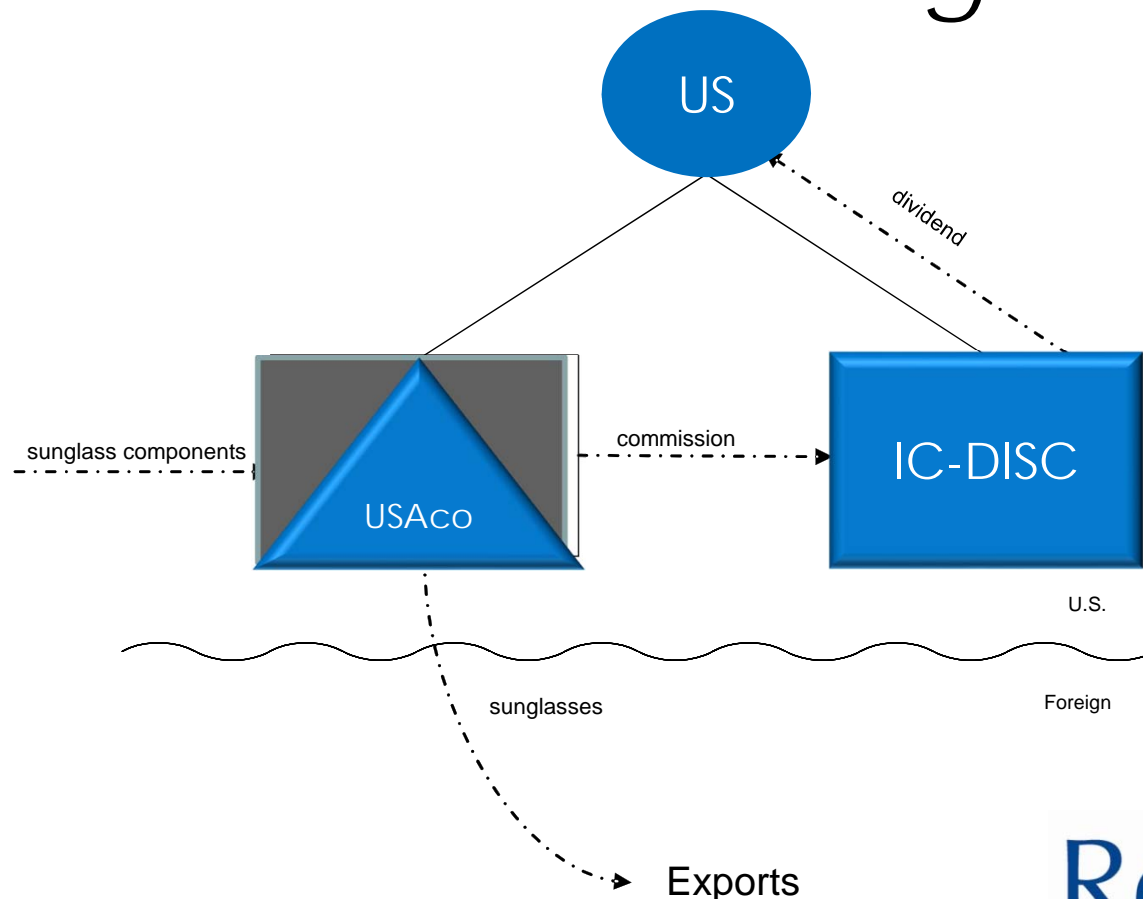 US
dividend
sunglass components
commission
IC-DISC
USAco
U.S.
sunglasses
Foreign
Exports